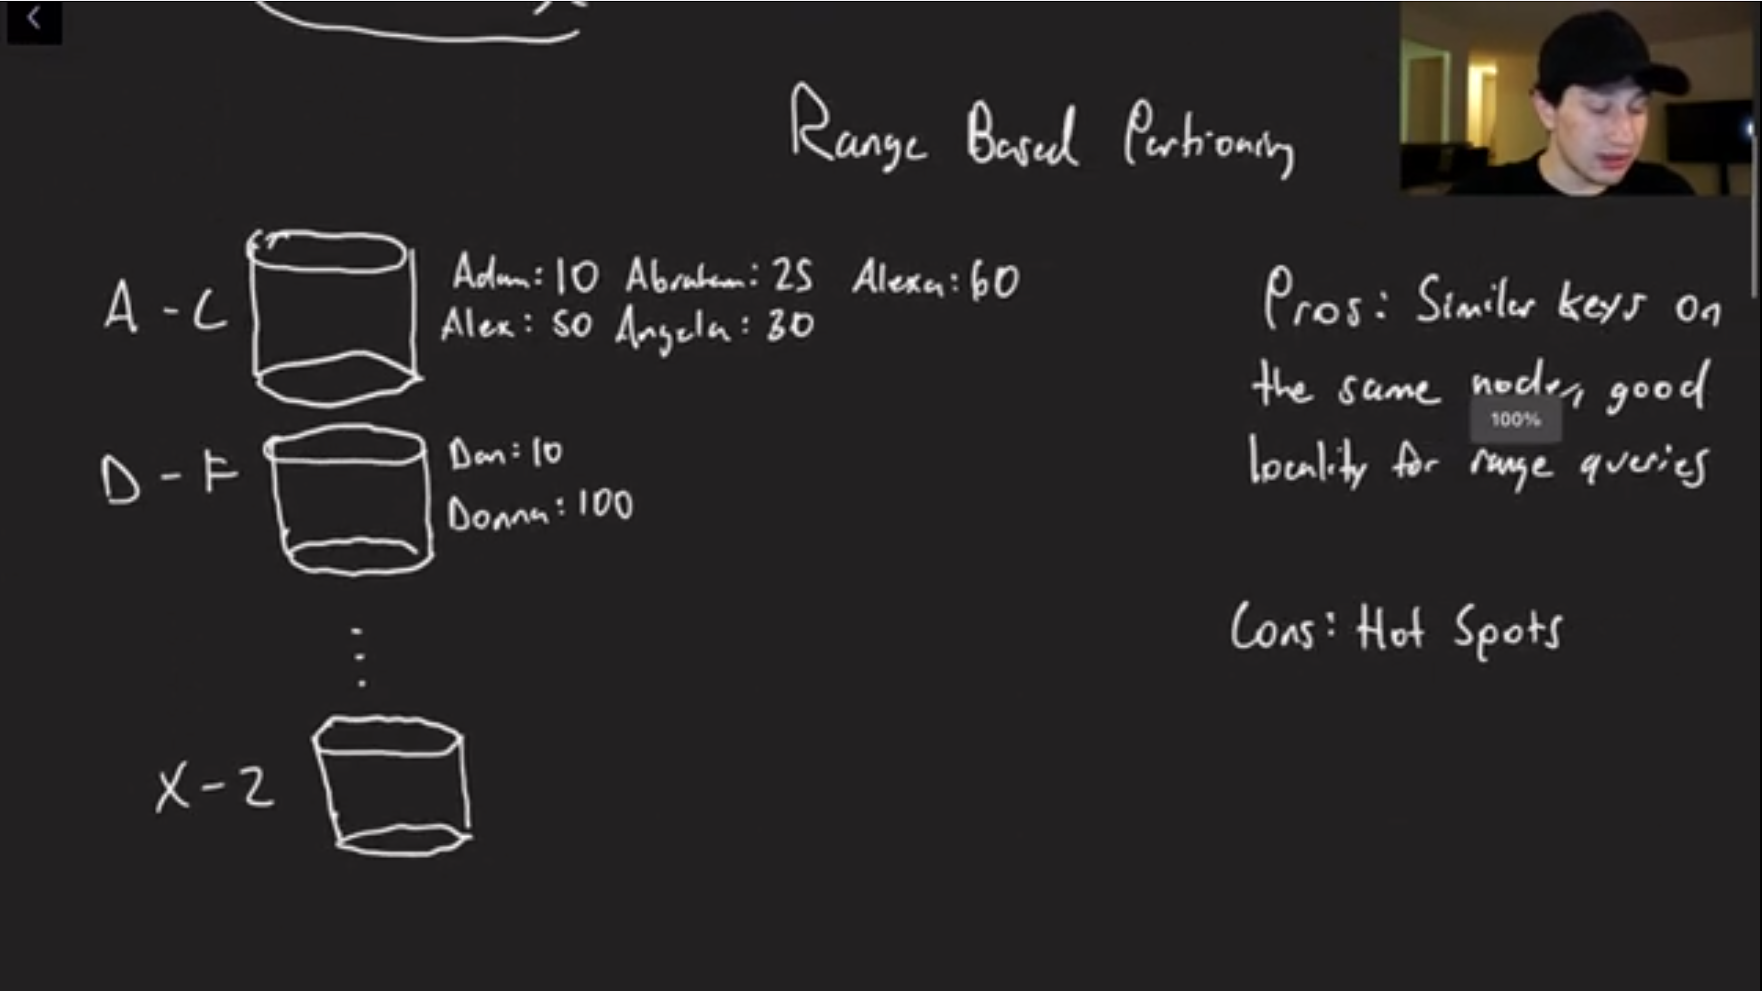 Range Based Partioning
A - C
Adam: 10 Abraham: 25 Alexa: 60
Alex: 50 Angela: 30
Pros: Similar keys on
the same node, good
100%
locality for range queries
D - F
Dan: 10
Donna: 100
Cons: Hot Spots
X - Z